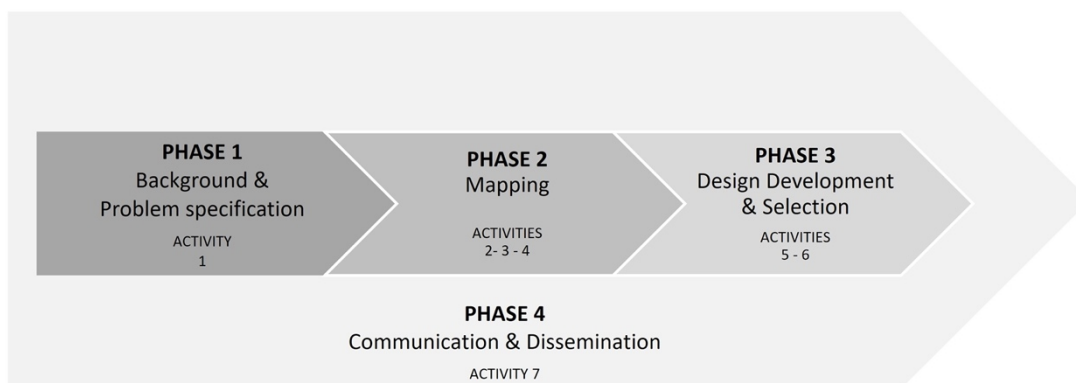 PHASE 1
Background &
Problem specification
ACTIVITY
1
PHASE 2
Mapping
ACTIVITIES
2- 3 - 4
PHASE 3
Design Development
& Selection
ACTIVITIES
5 - 6
PHASE 4
Communication & Dissemination
ACTIVITY 7